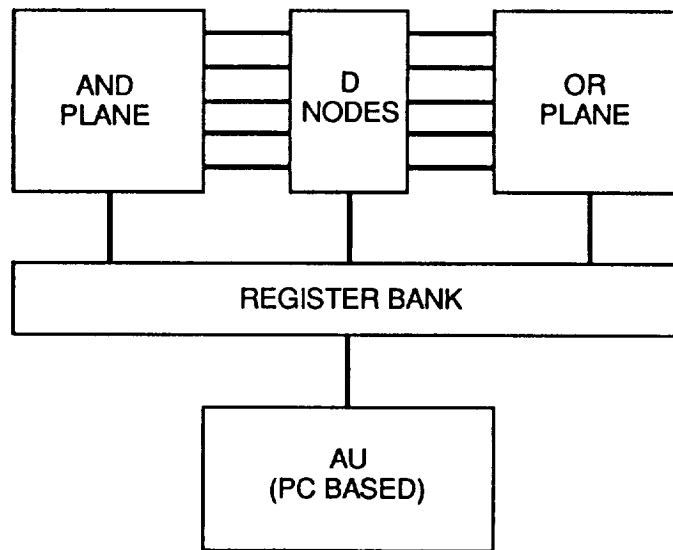 AND
PLANE
D
NODES
OR
PLANE
REGISTER BANK
AU
(PC BASED)